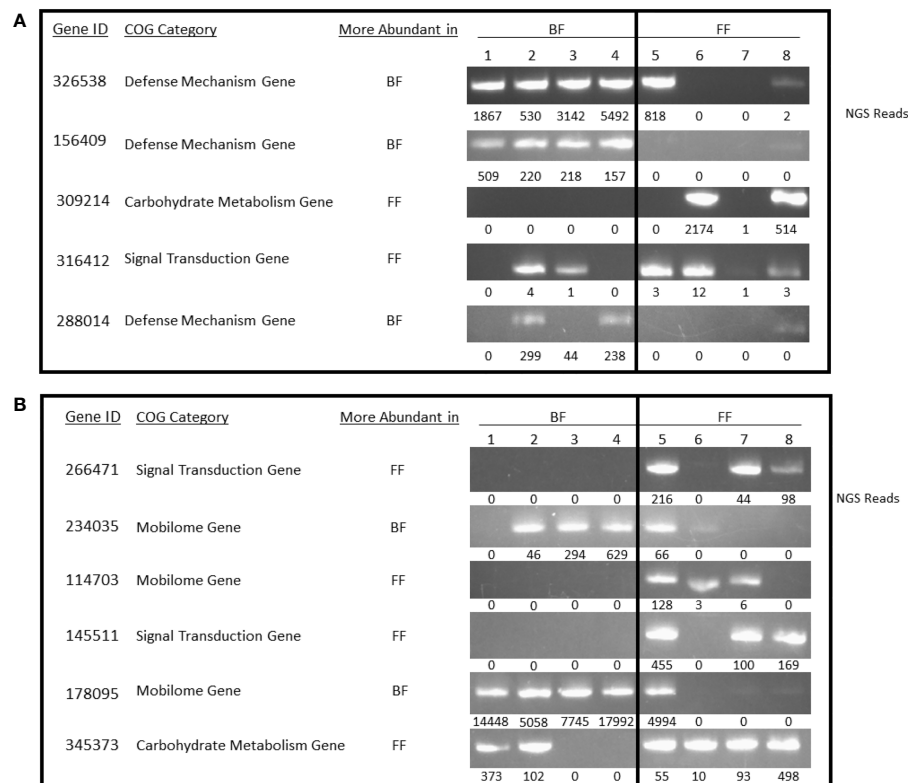 A
Gene ID COG Category More Abundant in BF FF
1 2 3 4 5 6 7 8
326538 Defense Mechanism Gene BF
1867 530 3142 5492 818 0 0 2 NGS Reads
156409 Defense Mechanism Gene BF
509 220 218 157 0 0 0 0
309214 Carbohydrate Metabolism Gene FF
0 0 0 0 0 2174 1 514
316412 Signal Transduction Gene FF
0 4 1 0 3 12 1 3
288014 Defense Mechanism Gene BF
0 299 44 238 0 0 0 0
B
Gene ID COG Category More Abundant in BF FF
1 2 3 4 5 6 7 8
266471 Signal Transduction Gene FF
0 0 0 0 216 0 44 98 NGS Reads
234035 Mobilome Gene BF
0 46 294 629 66 0 0 0
114703 Mobilome Gene FF
0 0 0 0 128 3 6 0
145511 Signal Transduction Gene FF
0 0 0 0 455 0 100 169
178095 Mobilome Gene BF
14448 5058 7745 17992 4994 0 0 0
345373 Carbohydrate Metabolism Gene FF
373 102 0 0 55 10 93 498